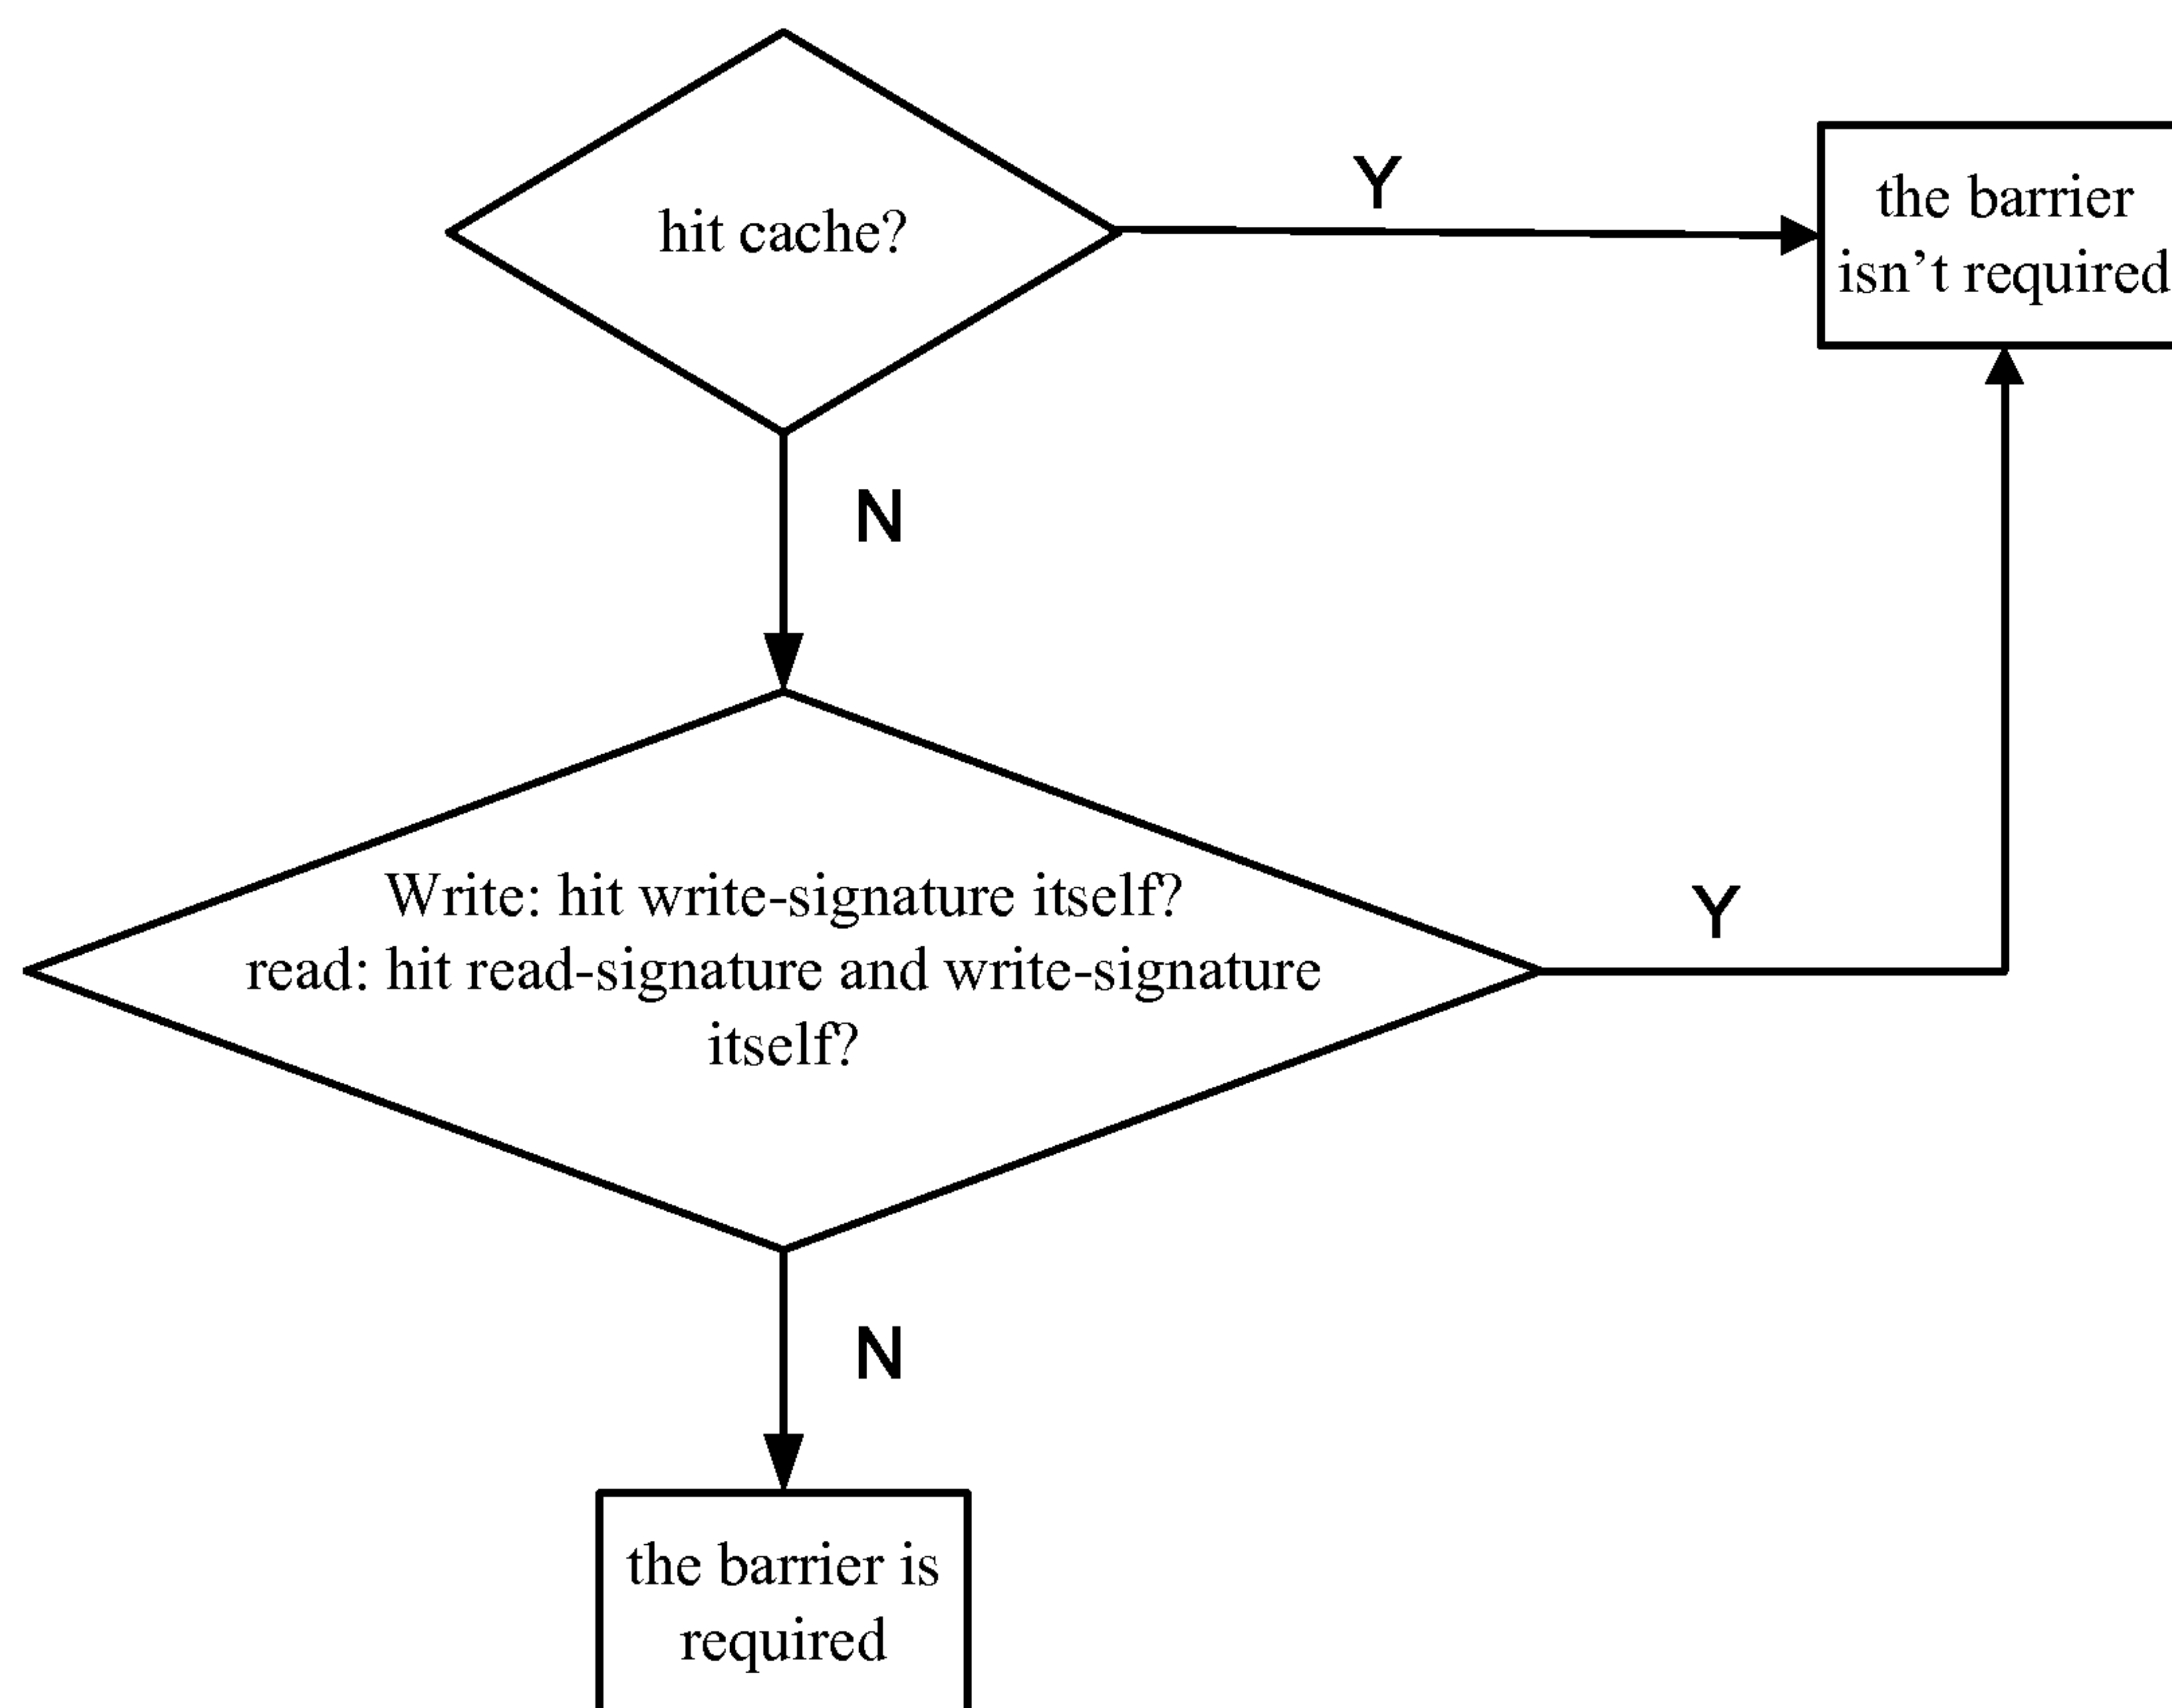 hit cache?
Y
the barrier
isn’t required
N
Write: hit write-signature itself?
read: hit read-signature and write-signature
itself?
Y
N
the barrier is
required